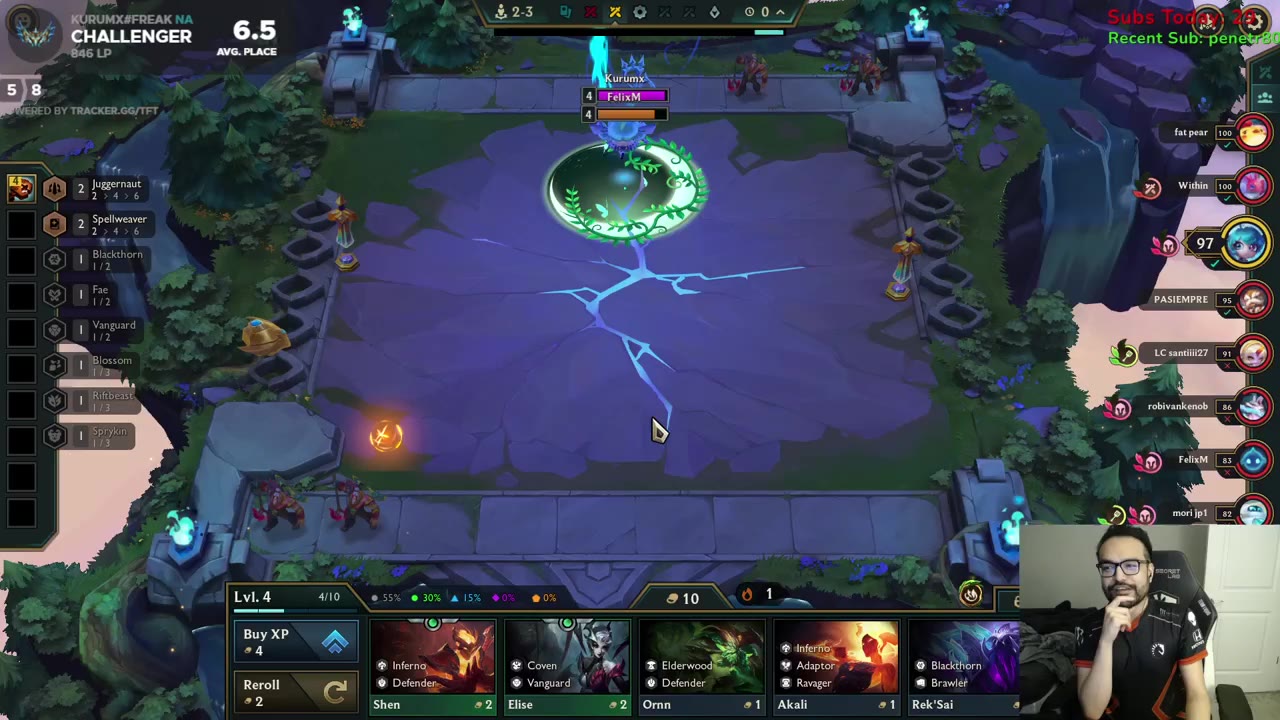 KURUMX#FREAK NA
CHALLENGER
846 LP
6.5
AVG. PLACE
5 8
WERED BY TRACKER.GG/TFT
2-3
0
Subs Today: 2
Recent Sub: penetr80
Kurumx
4 FelixM
4
2 Juggernaut
2 > 4 > 6
2 Spellweaver
2 > 4 > 6
1 Blackthorn
1 / 2
1 Fae
1 / 2
1 Vanguard
1 / 2
1 Blossom
1 / 3
1 Riftbeast
1 / 3
1 Sprykin
1 / 3
fat pear 100
Within 100
97
PASIEMPRE 95
LC santiii27 91
robivankenob 86
FelixM 83
mori jp1 82
Lvl. 4 4/10
55% 30% 15% 0% 0%
10
1
Buy XP
4
Reroll
2
Inferno
Defender
Shen 2
Coven
Vanguard
Elise 2
Elderwood
Defender
Ornn 1
Inferno
Adaptor
Ravager
Akali 1
Blackthorn
Brawler
Rek'Sai
SECRET LAB